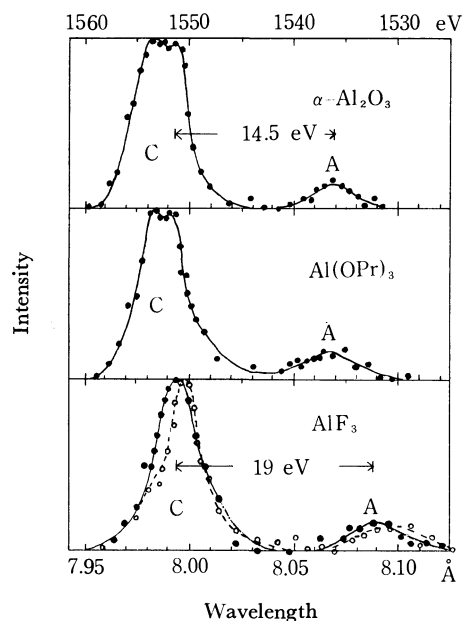 1560 1550 1540 1530 eV
α-Al₂O₃
14.5 eV
C A
Al(OPr)₃
C A
AlF₃
19 eV
C A
Intensity
7.95 8.00 8.05 8.10 Å
Wavelength